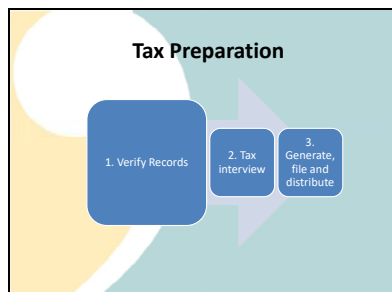 Tax Preparation
1. Verify Records
2. Tax
interview
3.
Generate,
file and
distribute